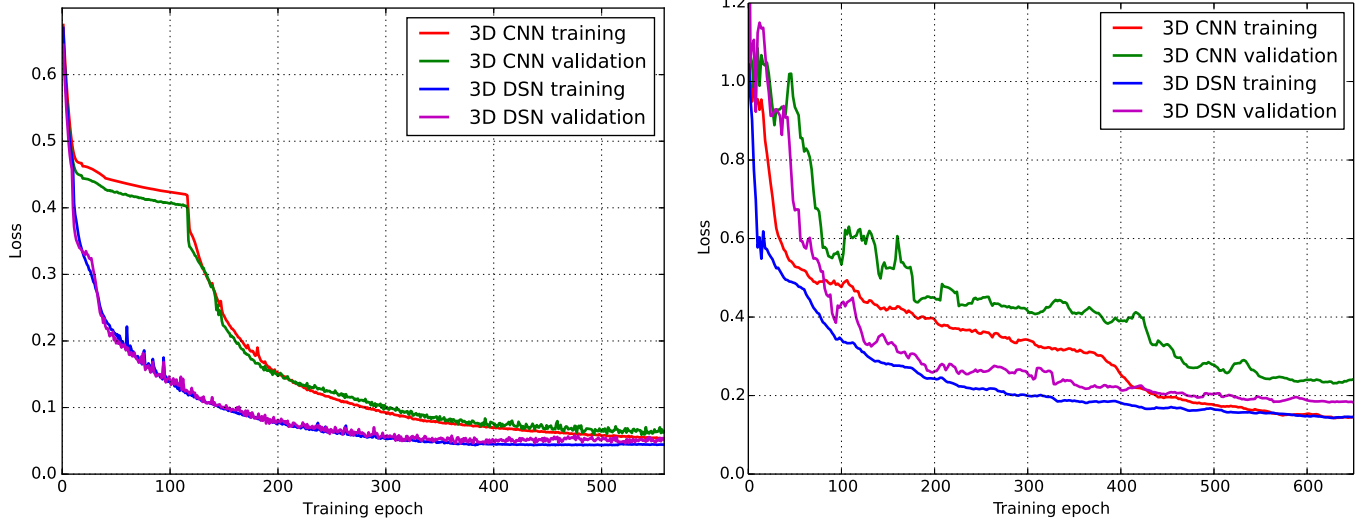 3D CNN training
3D CNN validation
3D DSN training
3D DSN validation
Loss
0.6
0.5
0.4
0.3
0.2
0.1
0.0
0 100 200 300 400 500
Training epoch
3D CNN training
3D CNN validation
3D DSN training
3D DSN validation
Loss
1.2
1.0
0.8
0.6
0.4
0.2
0.0
0 100 200 300 400 500 600
Training epoch